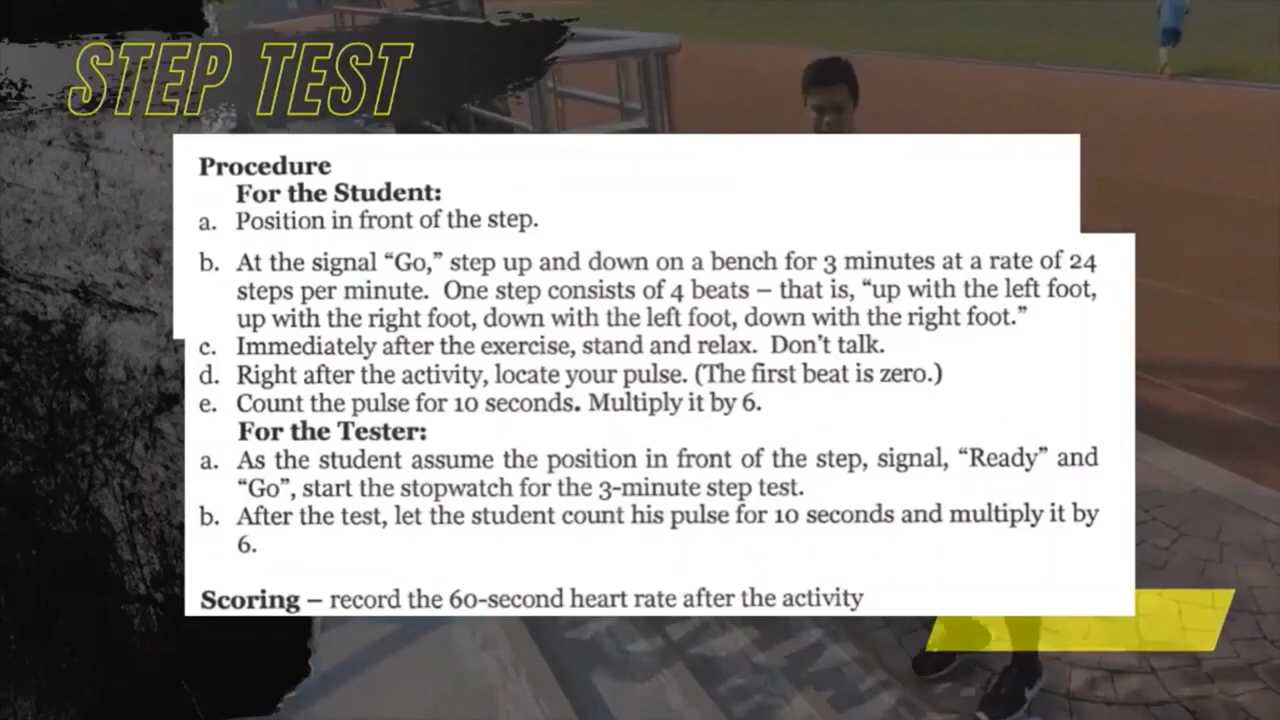 STEP TEST
Procedure
For the Student:
a. Position in front of the step.
b. At the signal “Go,” step up and down on a bench for 3 minutes at a rate of 24
steps per minute. One step consists of 4 beats – that is, “up with the left foot,
up with the right foot, down with the left foot, down with the right foot.”
c. Immediately after the exercise, stand and relax. Don't talk.
d. Right after the activity, locate your pulse. (The first beat is zero.)
e. Count the pulse for 10 seconds. Multiply it by 6.
For the Tester:
a. As the student assume the position in front of the step, signal, “Ready” and
“Go”, start the stopwatch for the 3-minute step test.
b. After the test, let the student count his pulse for 10 seconds and multiply it by
6.
Scoring – record the 60-second heart rate after the activity